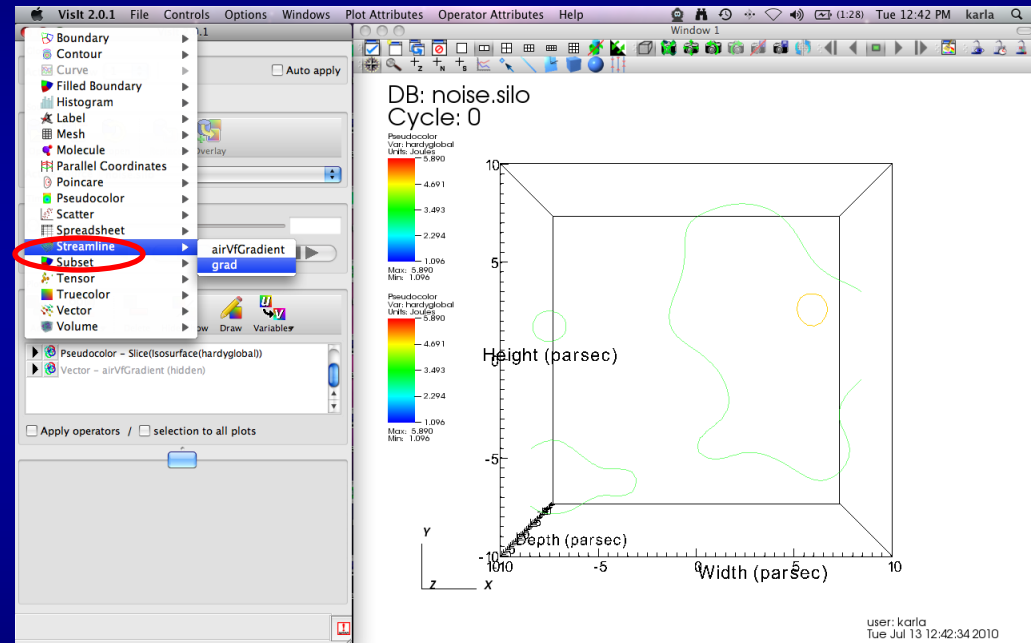 VisIt 2.0.1 File Controls Options Windows Plot Attributes Operator Attributes Help (1:28) Tue 12:42 PM karla
.1
Window 1
Boundary
Contour
Curve
Filled Boundary
Histogram
Label
Mesh
Molecule
Parallel Coordinates
Poincare
Pseudocolor
Scatter
Spreadsheet
Streamline
Subset
Tensor
Truecolor
Vector
Volume
airVfGradient
grad
Auto apply
Overlay
Draw Variables
Pseudocolor - Slice(Isosurface(hardyglobal))
Vector - airVfGradient (hidden)
Apply operators / selection to all plots
DB: noise.silo
Cycle: 0
Pseudocolor
Var: hardyglobal
Units: Joules
5.890
4.691
3.493
2.294
1.096
Max: 5.890
Min: 1.096
Pseudocolor
Var: hardyglobal
Units: Joules
5.890
4.691
3.493
2.294
1.096
Max: 5.890
Min: 1.096
10
5
Height (parsec)
-5
-10
Depth (parsec)
-5
0
5
10
Width (parsec)
Y
Z
X
user: karla
Tue Jul 13 12:42:34 2010